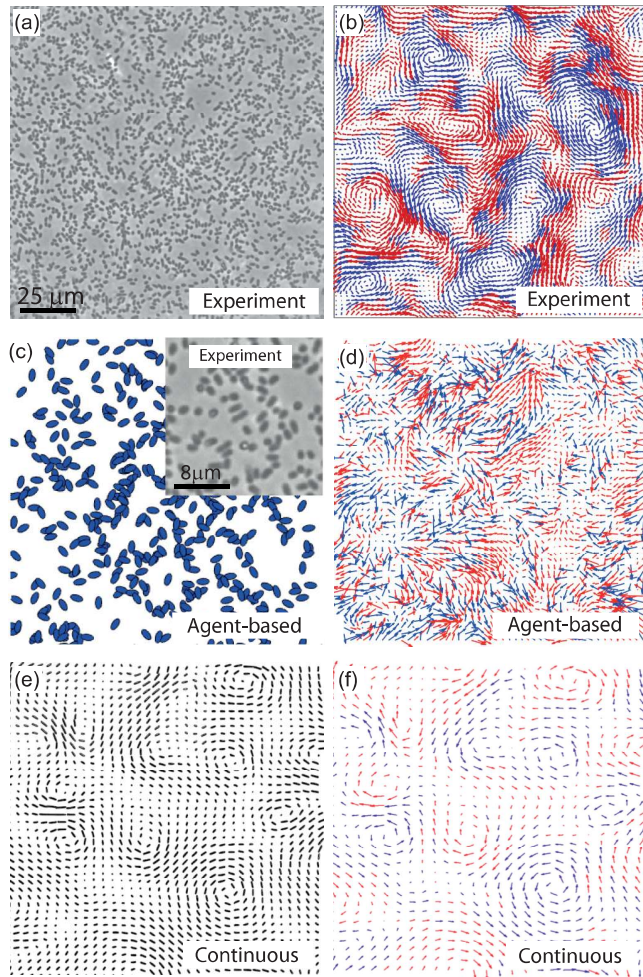 (a)
(b)
25 μm
Experiment
Experiment
(c)
Experiment
8μm
(d)
Agent-based
Agent-based
(e)
(f)
Continuous
Continuous